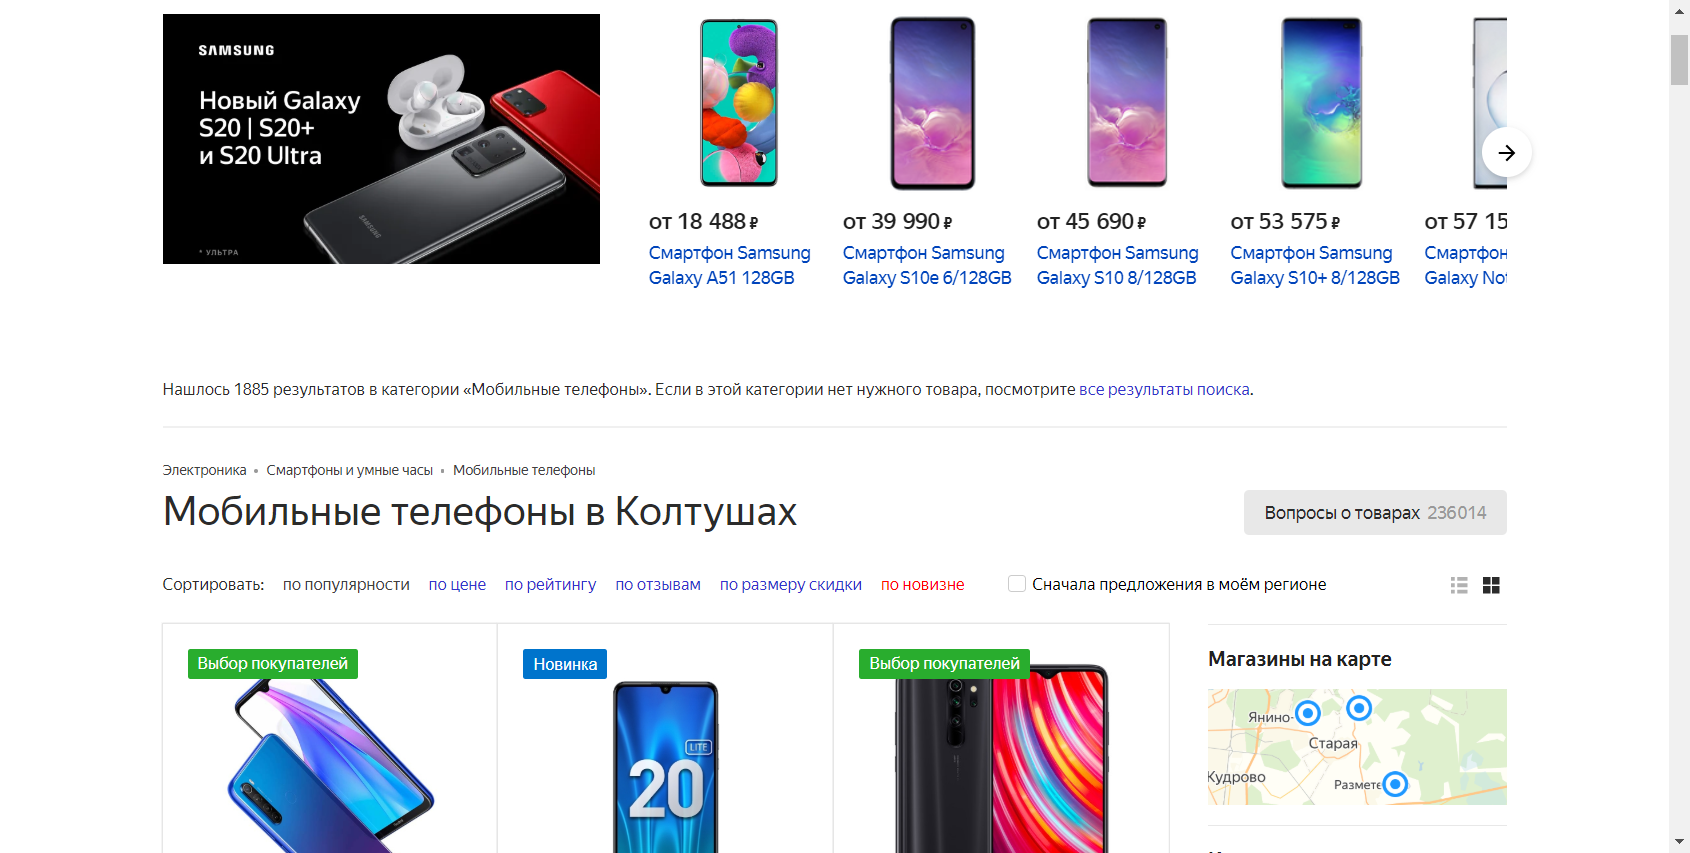 SAMSUNG
Новый Galaxy
S20 | S20+
и S20 Ultra
* УЛЬТРА
SAMSUNG
от 18 488 ₽
Смартфон Samsung
Galaxy A51 128GB
от 39 990 ₽
Смартфон Samsung
Galaxy S10e 6/128GB
от 45 690 ₽
Смартфон Samsung
Galaxy S10 8/128GB
от 53 575 ₽
Смартфон Samsung
Galaxy S10+ 8/128GB
от 57 15
Смартфон
Galaxy Not
Нашлось 1885 результатов в категории «Мобильные телефоны». Если в этой категории нет нужного товара, посмотрите все результаты поиска.
Электроника • Смартфоны и умные часы • Мобильные телефоны
Мобильные телефоны в Колтушах
Вопросы о товарах 236014
Сортировать: по популярности по цене по рейтингу по отзывам по размеру скидки по новизне Сначала предложения в моём регионе
Выбор покупателей
Новинка
LITE
20
Выбор покупателей
Магазины на карте
Янино-
Старая
Кудрово
Размете